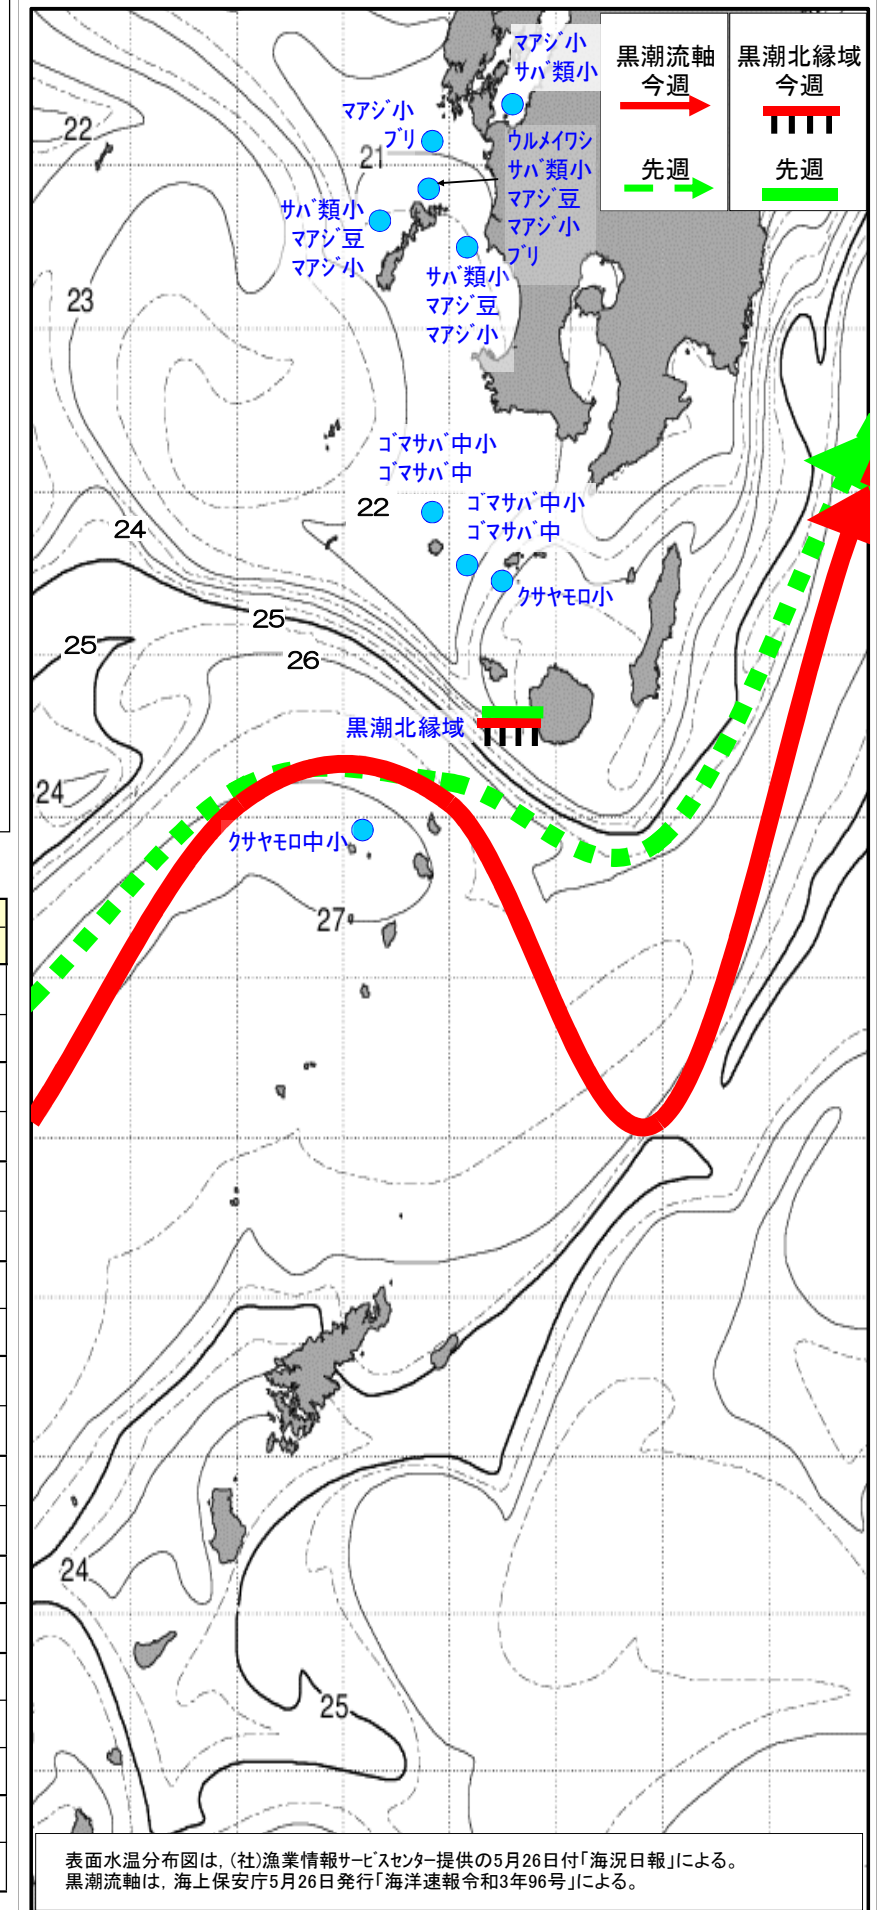 黒潮流軸
今週
先週
黒潮北縁域
今週
先週
マアジ小
サバ類小
マアジ小
ブリ
ウルメイワシ
サバ類小
マアジ豆
マアジ小
ブリ
サバ類小
マアジ豆
マアジ小
サバ類小
マアジ豆
マアジ小
22
21
23
ゴマサバ中小
ゴマサバ中
22
ゴマサバ中小
ゴマサバ中
24
クサヤモロ小
25
25
26
黒潮北縁域
24
クサヤモロ中小
27
24
25
表面水温分布図は，(社)漁業情報サービスセンター提供の5月26日付「海況日報」による。
黒潮流軸は，海上保安庁5月26日発行「海洋速報令和3年96号」による。